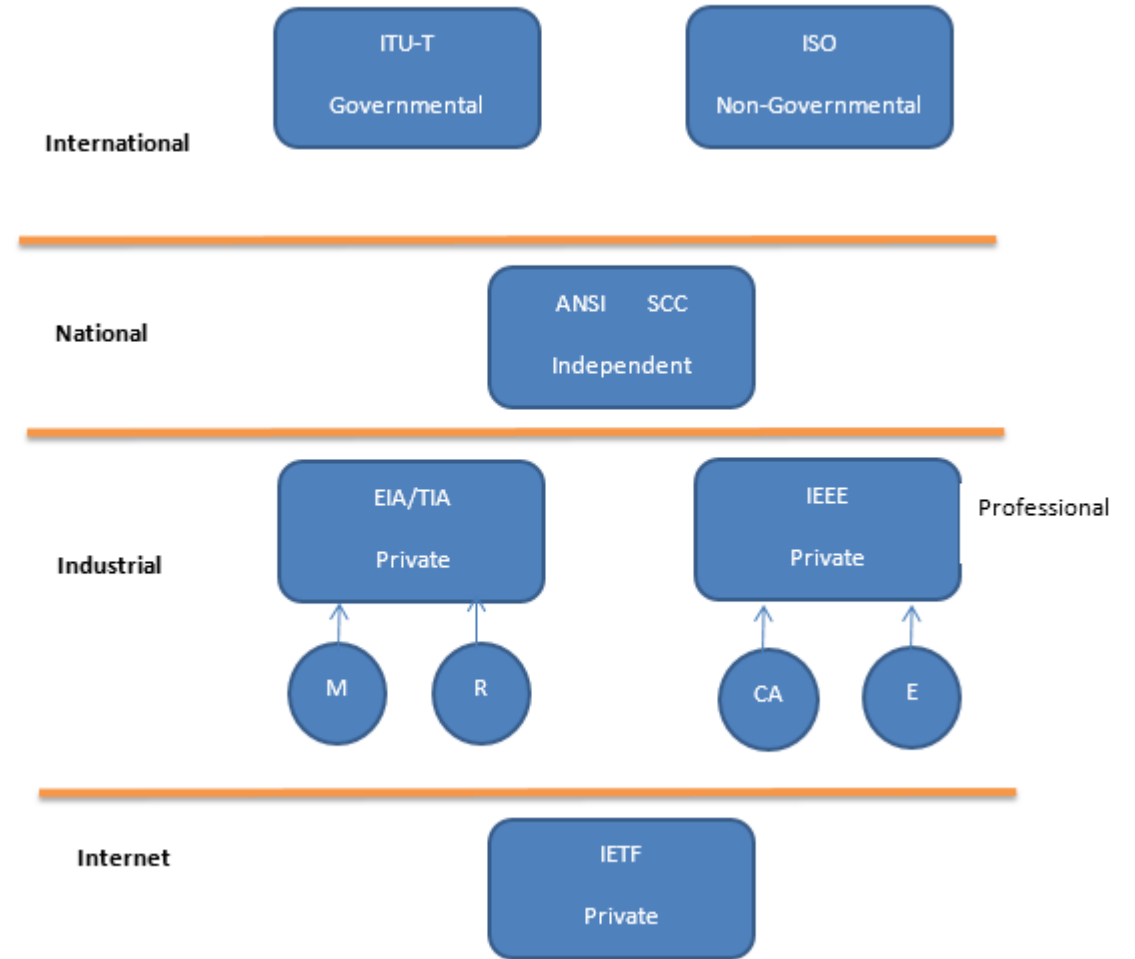 ITU-T
Governmental
ISO
Non-Governmental
International
ANSI SCC
Independent
National
EIA/TIA
Private
IEEE
Private
Professional
Industrial
M
R
CA
E
Internet
IETF
Private